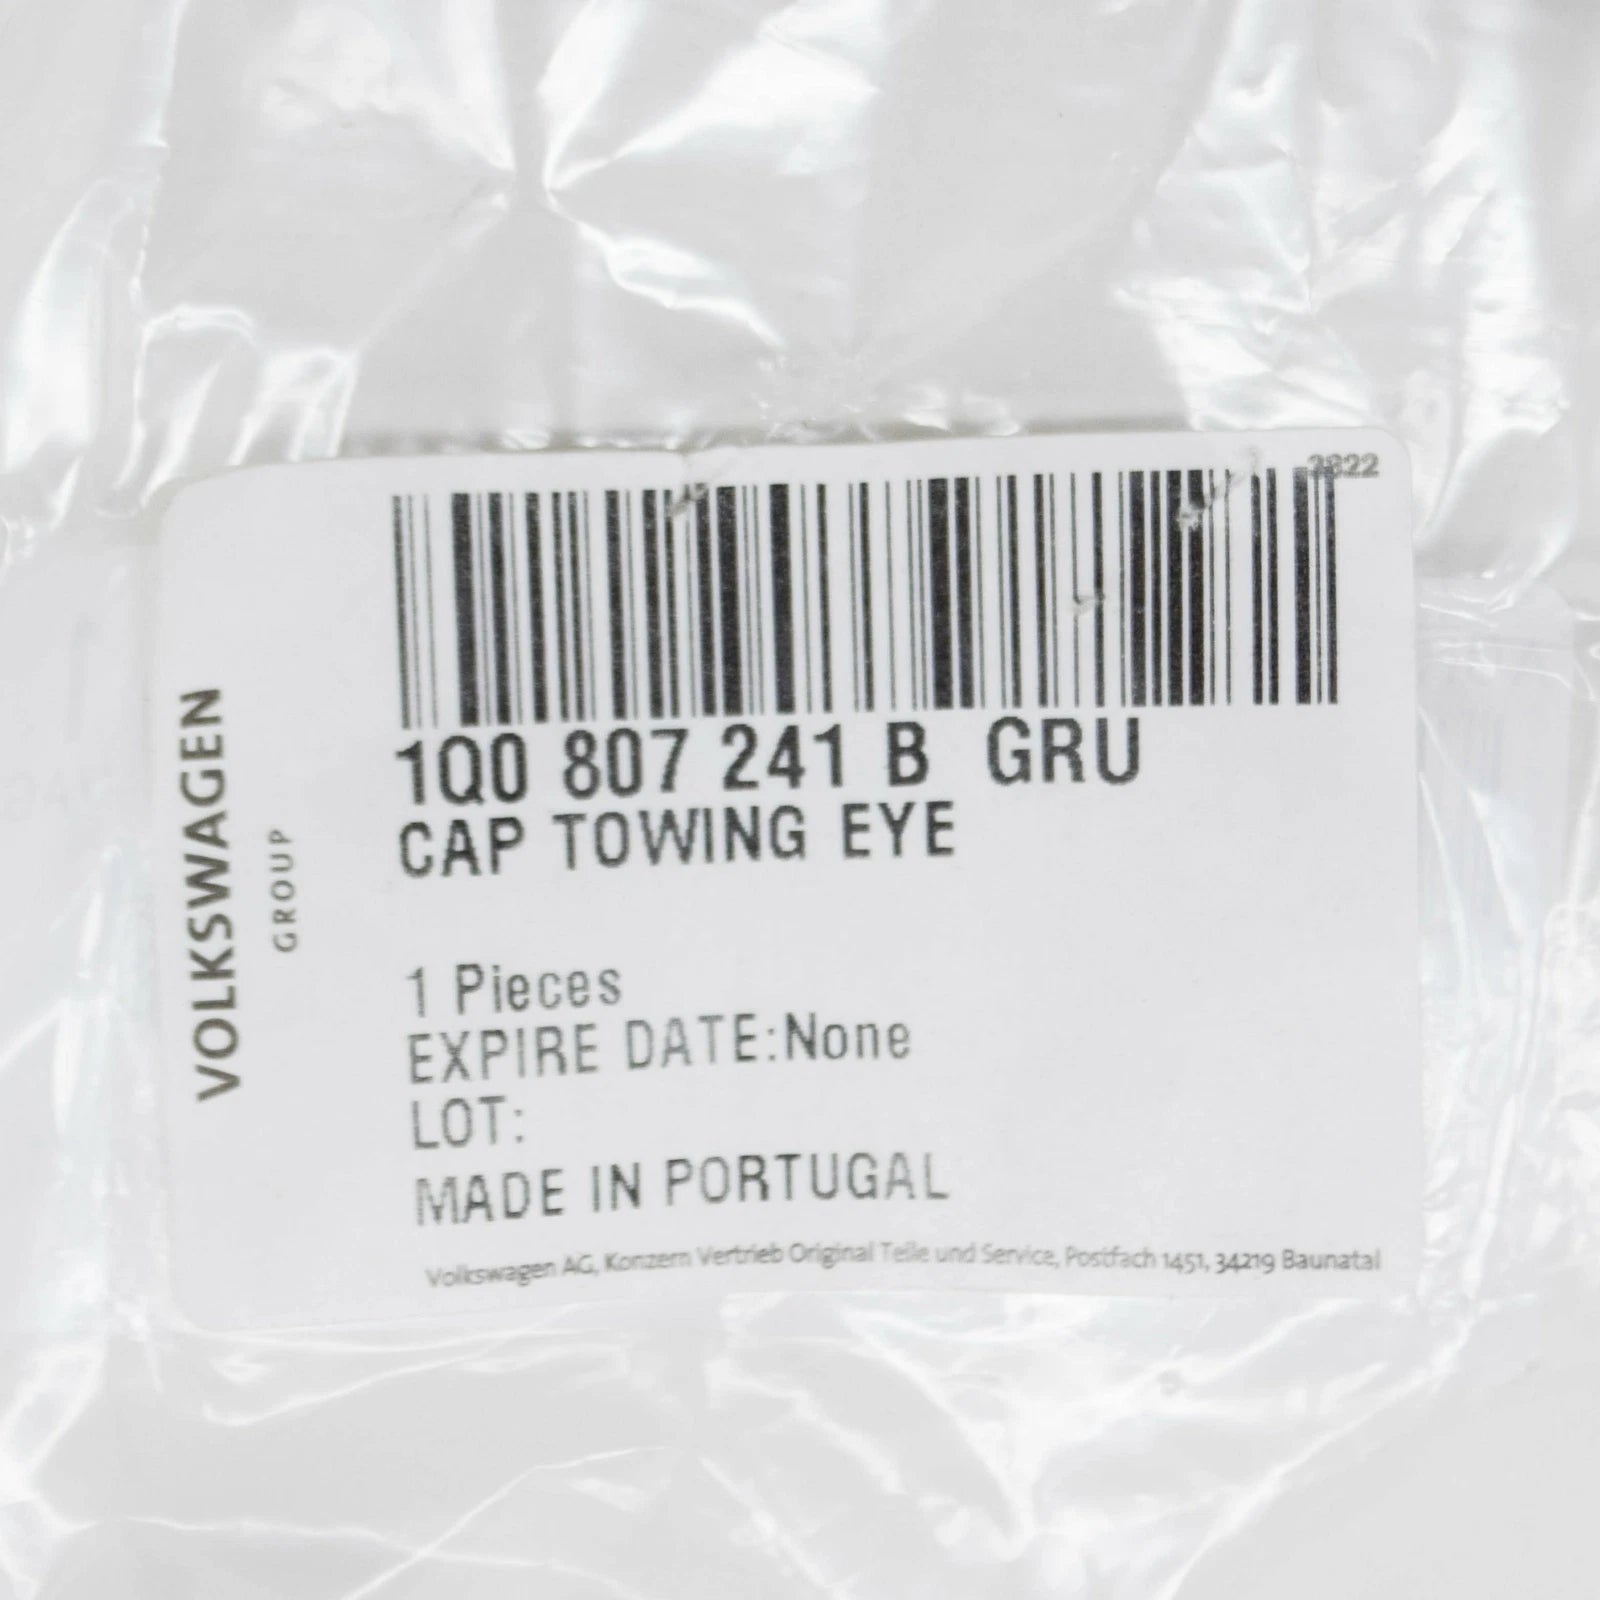 3822
1Q0 807 241 B GRU
CAP TOWING EYE
VOLKSWAGEN
GROUP
1 Pieces
EXPIRE DATE:None
LOT:
MADE IN PORTUGAL
Volkswagen AG, Konzern Vertrieb Original Teile und Service, Postfach 1451, 34219 Baunatal